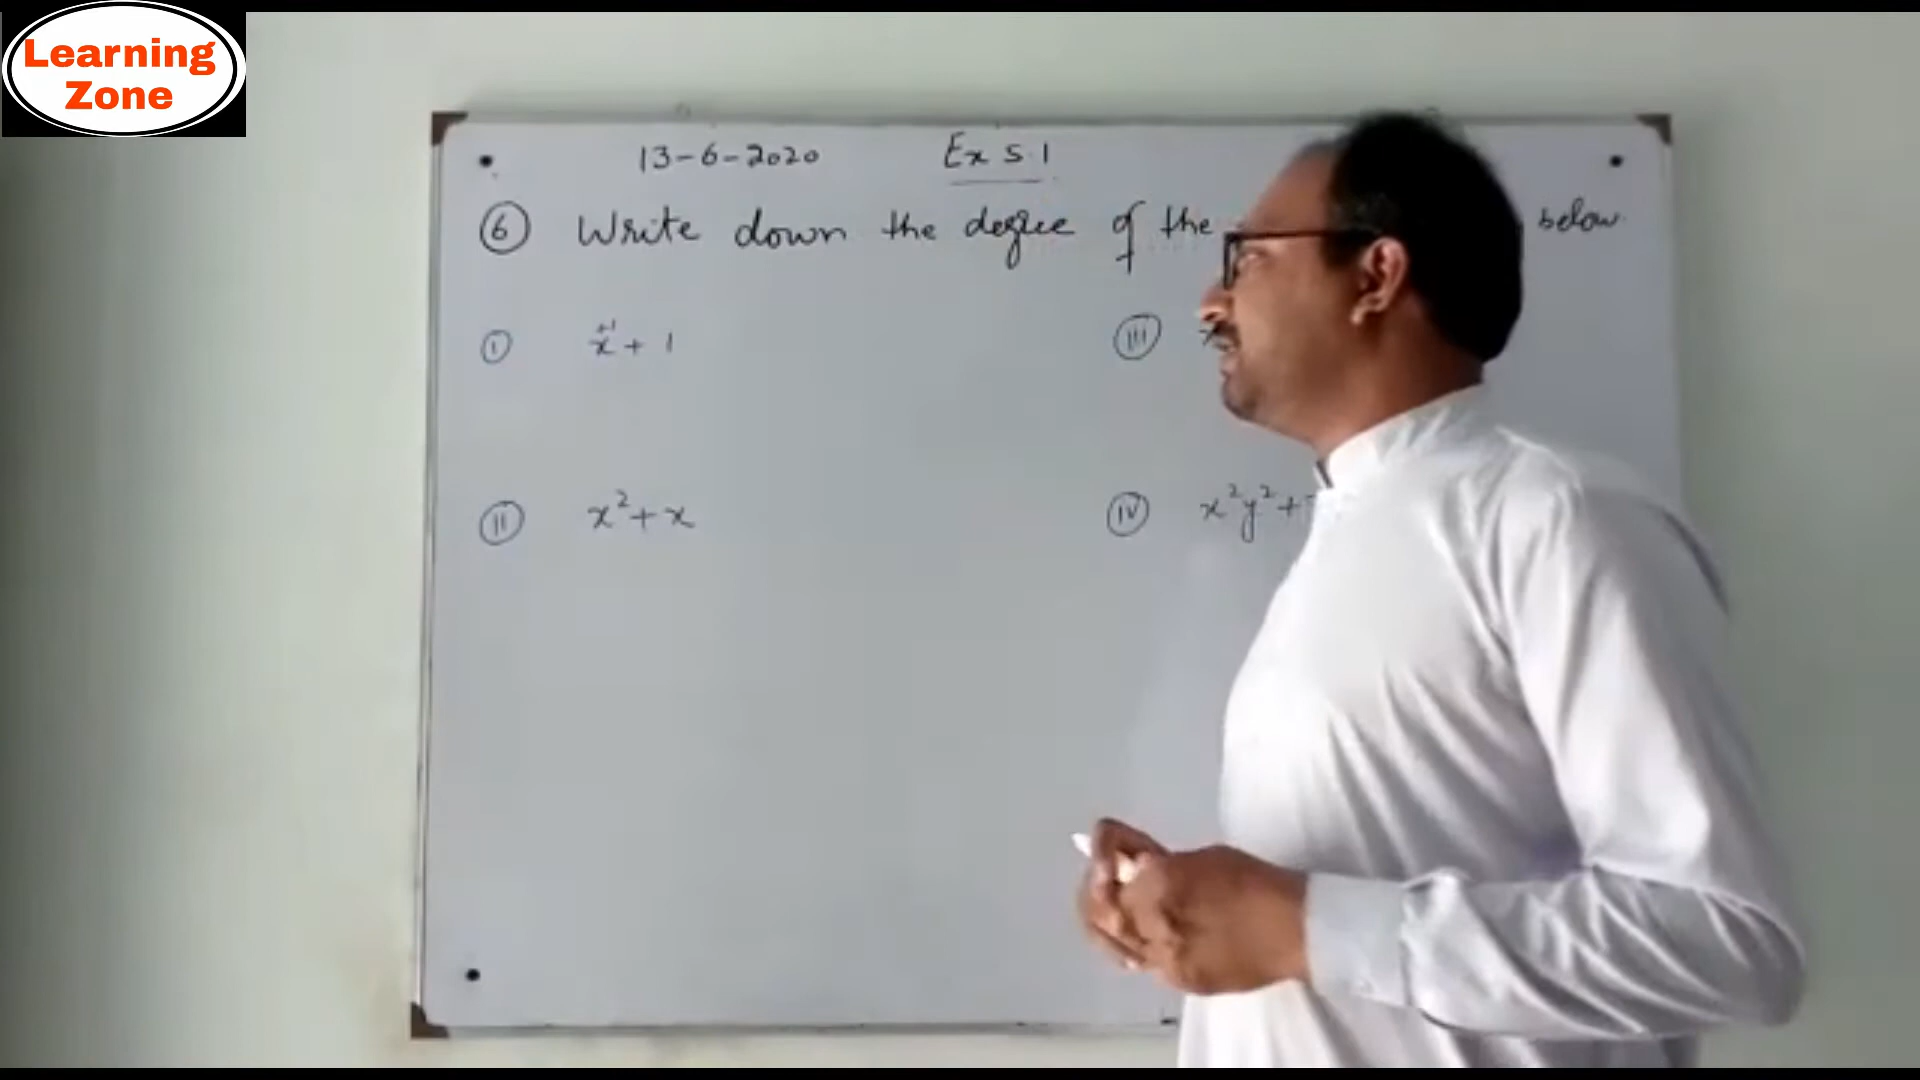 Learning
Zone
13-6-2020 Ex 5.1
⑥ Write down the degree of the below.
(i) x⁺¹ + 1
(iii) x
(ii) x² + x
(iv) x²y² +